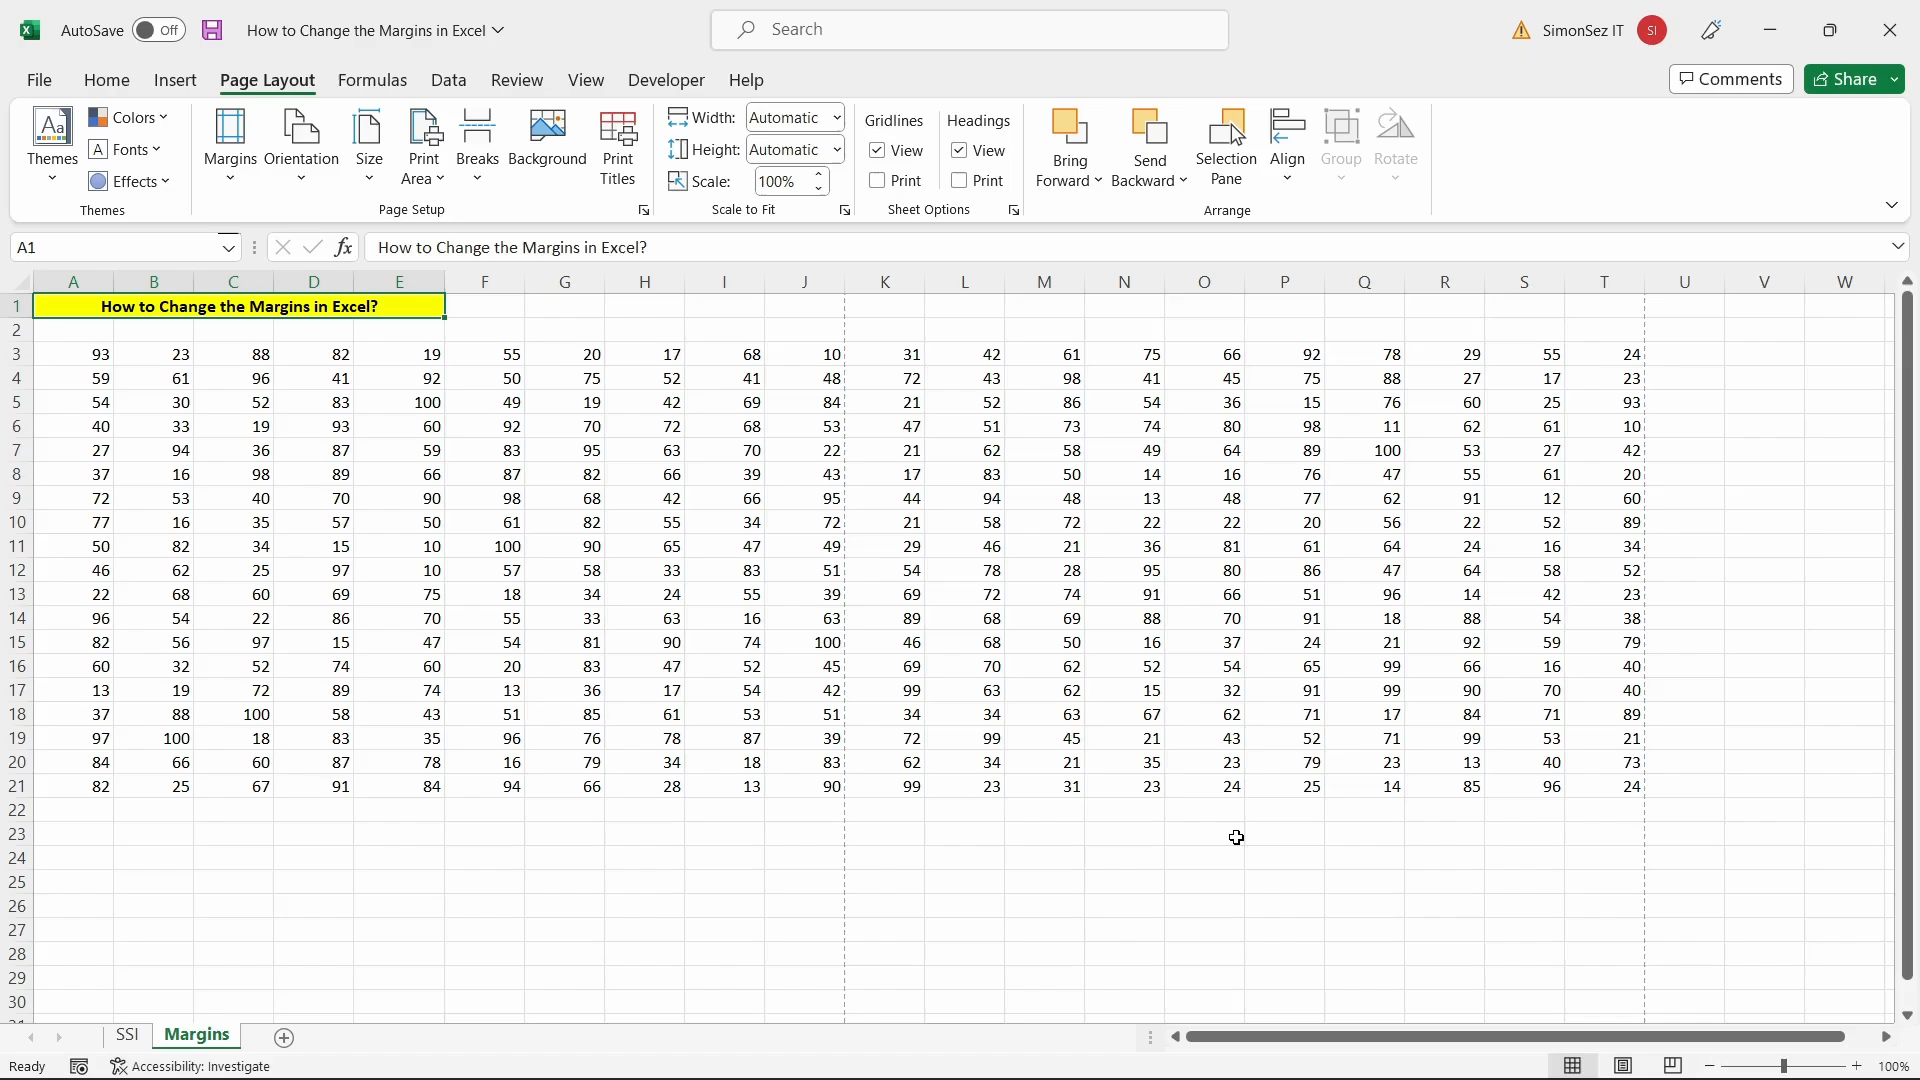 AutoSave Off How to Change the Margins in Excel Search SimonSez IT SI
File Home Insert Page Layout Formulas Data Review View Developer Help Comments Share
Themes Colors Fonts Effects
Themes
Margins Orientation Size Print Area Breaks Background Print Titles
Page Setup
Width: Automatic
Height: Automatic
Scale: 100%
Scale to Fit
Gridlines Headings
View View
Print Print
Sheet Options
Bring Forward Send Backward Selection Pane Align Group Rotate
Arrange
A1 fx How to Change the Margins in Excel?
A B C D E F G H I J K L M N O P Q R S T U V W
1 How to Change the Margins in Excel?
2
3 93 23 88 82 19 55 20 17 68 10 31 42 61 75 66 92 78 29 55 24
4 59 61 96 41 92 50 75 52 41 48 72 43 98 41 45 75 88 27 17 23
5 54 30 52 83 100 49 19 42 69 84 21 52 86 54 36 15 76 60 25 93
6 40 33 19 93 60 92 70 72 68 53 47 51 73 74 80 98 11 62 61 10
7 27 94 36 87 59 83 95 63 70 22 21 62 58 49 64 89 100 53 27 42
8 37 16 98 89 66 87 82 66 39 43 17 83 50 14 16 76 47 55 61 20
9 72 53 40 70 90 98 68 42 66 95 44 94 48 13 48 77 62 91 12 60
10 77 16 35 57 50 61 82 55 34 72 21 58 72 22 22 20 56 22 52 89
11 50 82 34 15 10 100 90 65 47 49 29 46 21 36 81 61 64 24 16 34
12 46 62 25 97 10 57 58 33 83 51 54 78 28 95 80 86 47 64 58 52
13 22 68 60 69 75 18 34 24 55 39 69 72 74 91 66 51 96 14 42 23
14 96 54 22 86 70 55 33 63 16 63 89 68 69 88 70 91 18 88 54 38
15 82 56 97 15 47 54 81 90 74 100 46 68 50 16 37 24 21 92 59 79
16 60 32 52 74 60 20 83 47 52 45 69 70 62 52 54 65 99 66 16 40
17 13 19 72 89 74 13 36 17 54 42 99 63 62 15 32 91 99 90 70 40
18 37 88 100 58 43 51 85 61 53 51 34 34 63 67 62 71 17 84 71 89
19 97 100 18 83 35 96 76 78 87 39 72 99 45 21 43 52 71 99 53 21
20 84 66 60 87 78 16 79 34 18 83 62 34 21 35 23 79 23 13 40 73
21 82 25 67 91 84 94 66 28 13 90 99 23 31 23 24 25 14 85 96 24
22
23
24
25
26
27
28
29
30
SSI Margins
Ready Accessibility: Investigate 100%